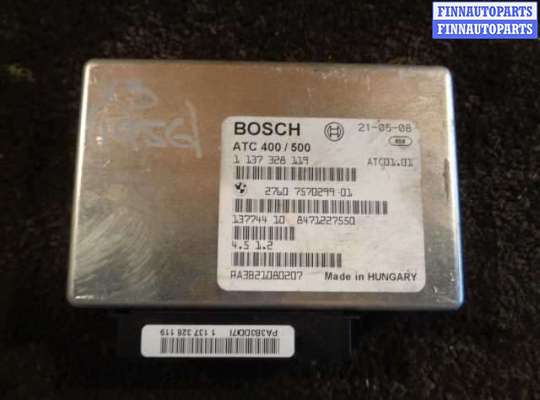 FINNAUTOPARTS
FINNAUTOPARTS
BOSCH 21-05-08
ATC 400 / 500
1 137 328 119 ATC01.01
2760 7570299-01
137744 10 8471227550
4.5 1.2
PA3821080207 Made in HUNGARY
1 137 328 119